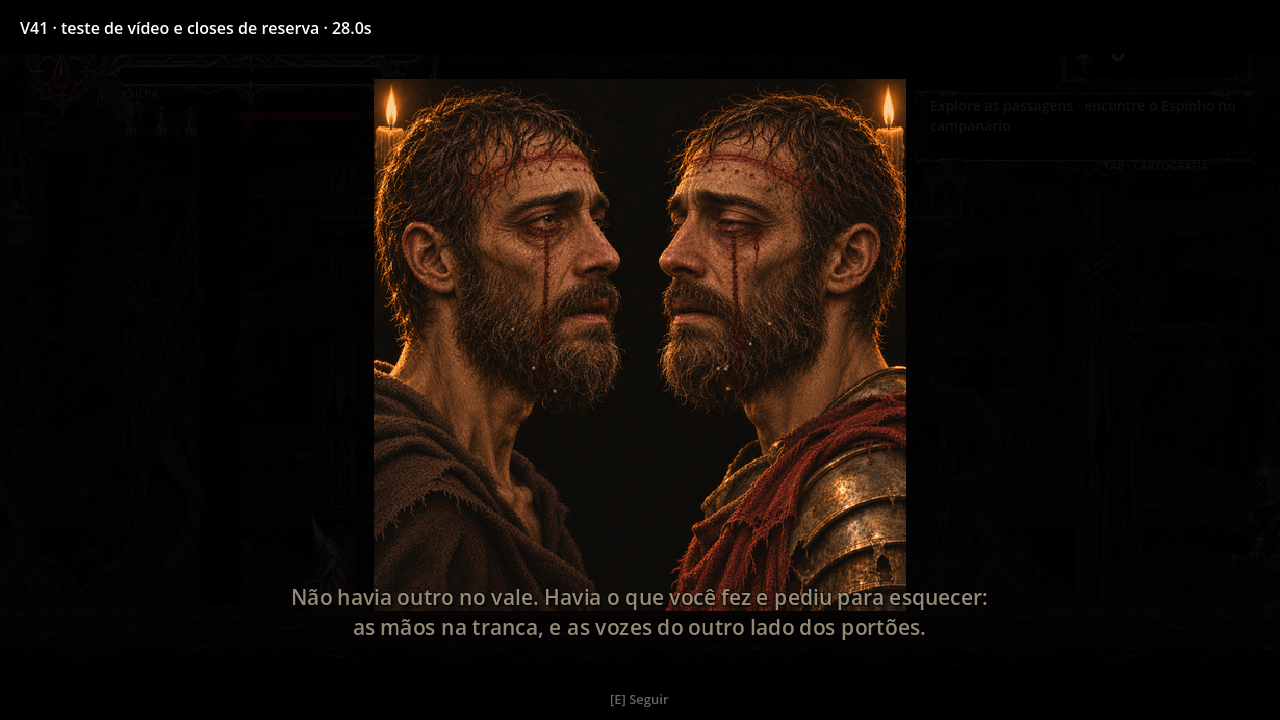 V41 · teste de vídeo e closes de reserva · 28.0s
CULPA
Explore as passagens · encontre o Espinho no
campanário
TAB · CARTOGRAFIA
Não havia outro no vale. Havia o que você fez e pediu para esquecer:
as mãos na tranca, e as vozes do outro lado dos portões.
[E] Seguir